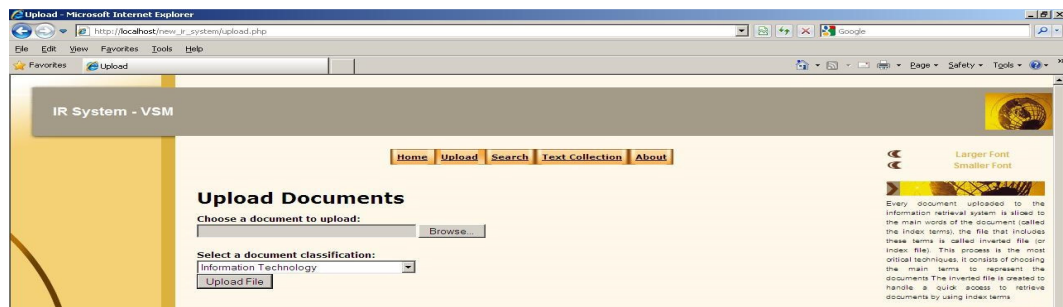 Upload - Microsoft Internet Explorer
http://localhost/new_ir_system/upload.php
Google
File Edit View Favorites Tools Help
Favorites Upload
Page Safety Tools
IR System - VSM
Home Upload Search Text Collection About
Larger Font
Smaller Font
Upload Documents
Choose a document to upload:
Browse...
Select a document classification:
Information Technology
Upload File
Every document uploaded to the
information retrieval system is sliced to
the main words of the document (called
the index terms), the file that includes
these terms is called inverted file (or
index file). This process is the most
critical techniques, it consists of choosing
the main terms to represent the
documents The inverted file is created to
handle a quick access to retrieve
documents by using index terms